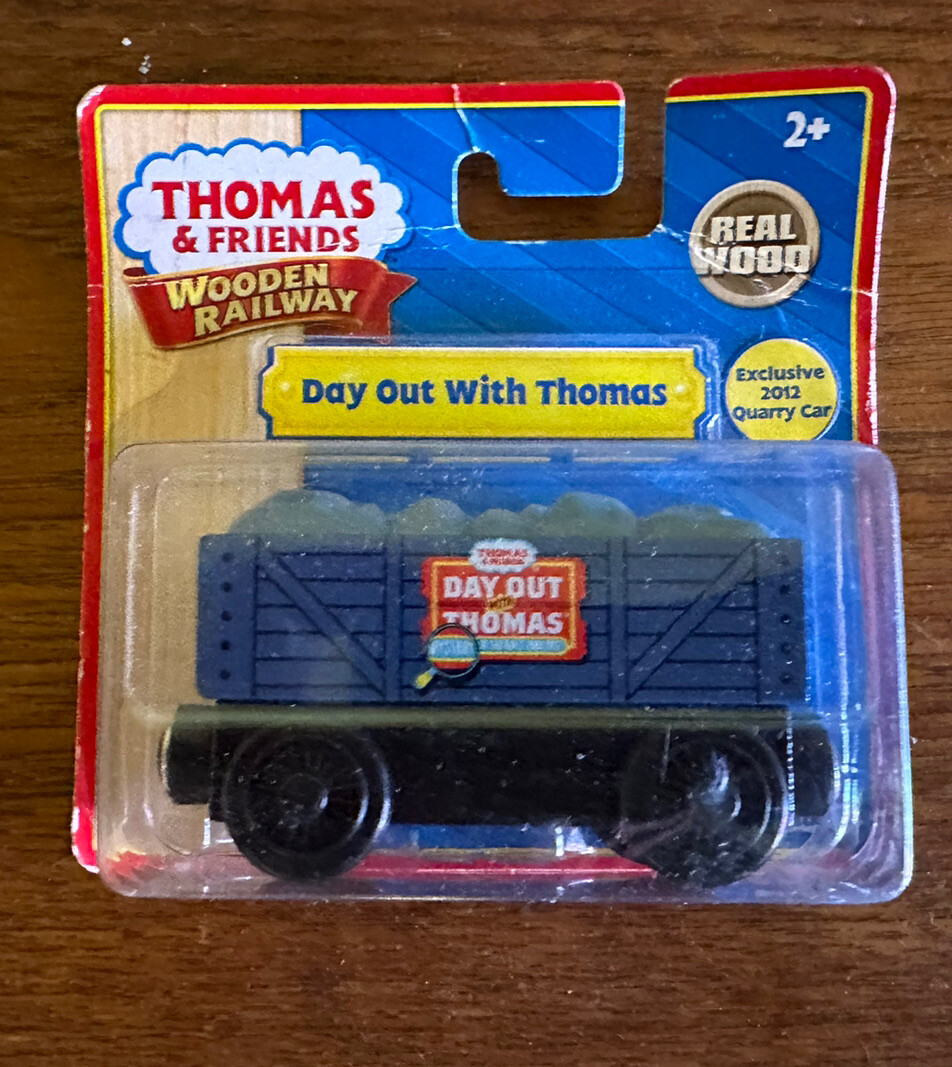 2+
THOMAS
& FRIENDS
WOODEN
RAILWAY
REAL
WOOD
Day Out With Thomas
Exclusive
2012
Quarry Car
THOMAS
& FRIENDS
DAY OUT
WITH
THOMAS